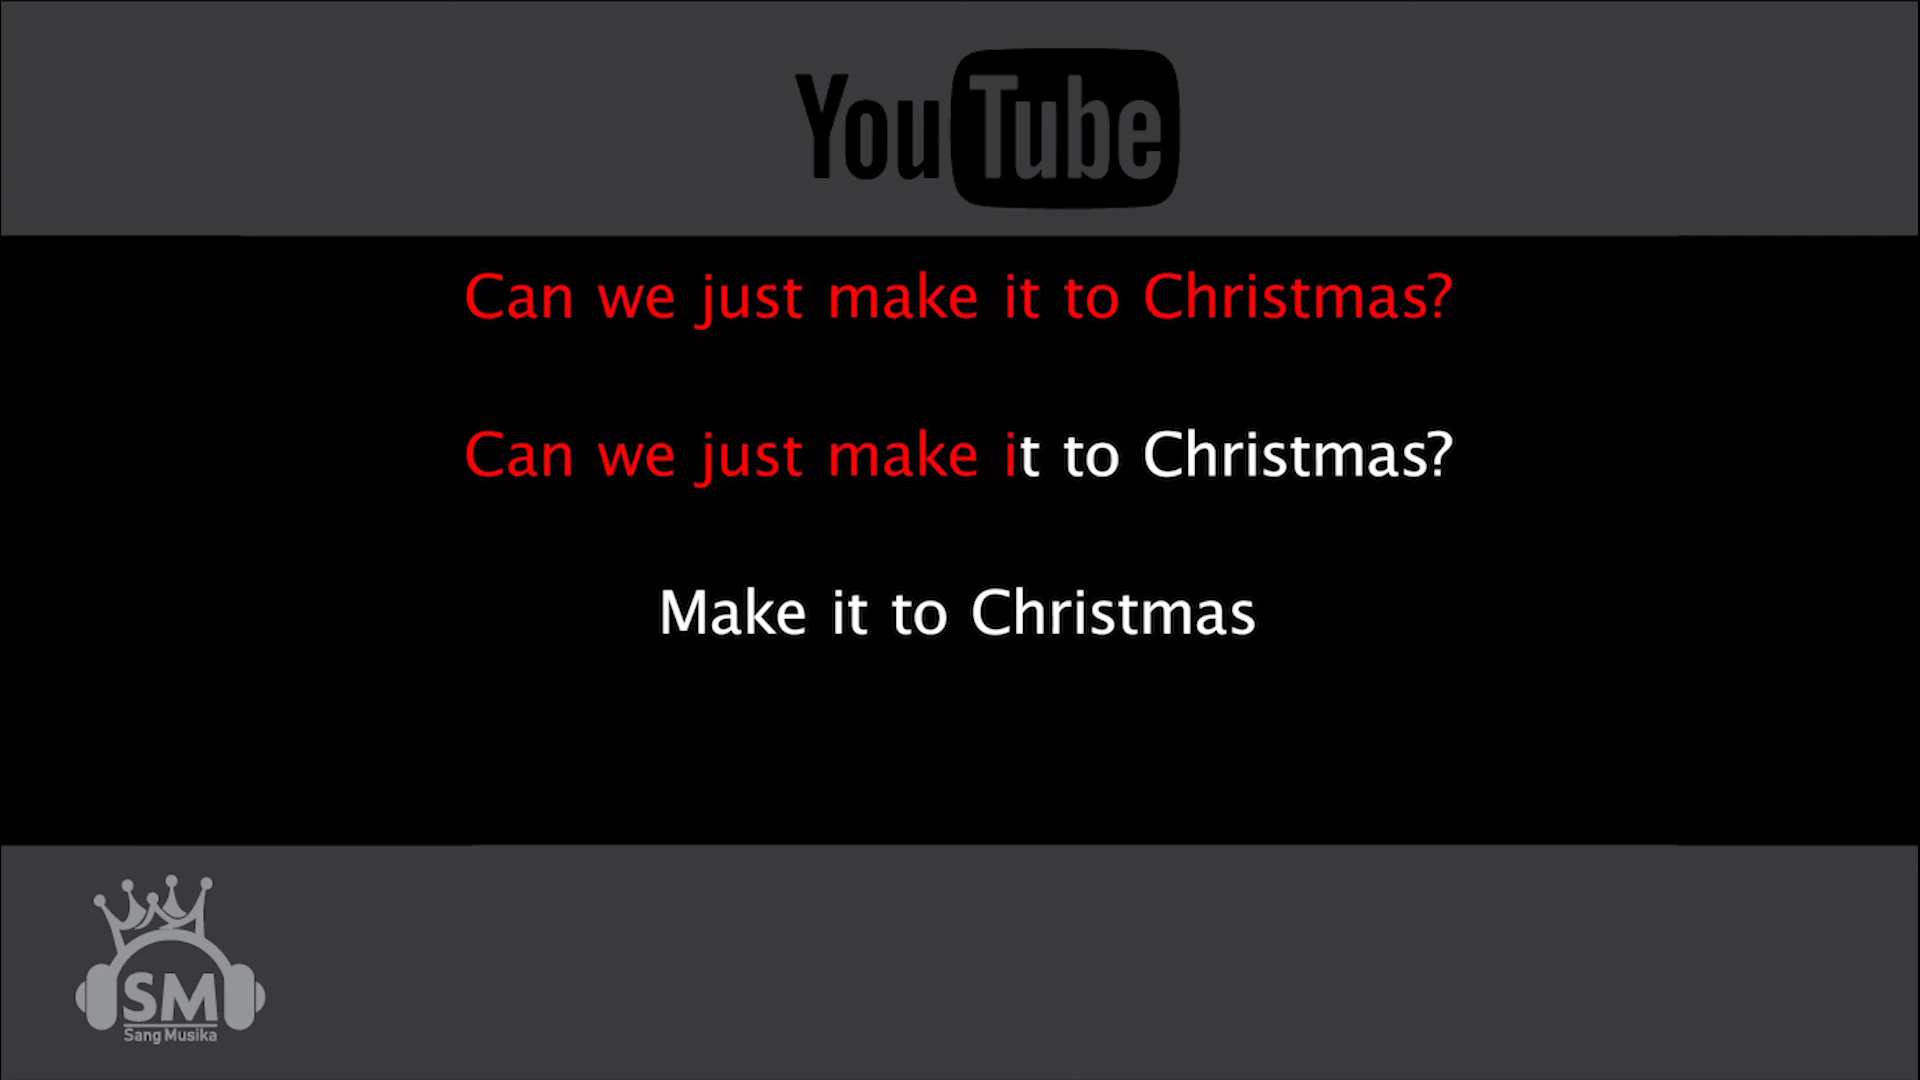 YouTube
Can we just make it to Christmas?
Can we just make it to Christmas?
Make it to Christmas
SM
Sang Musika